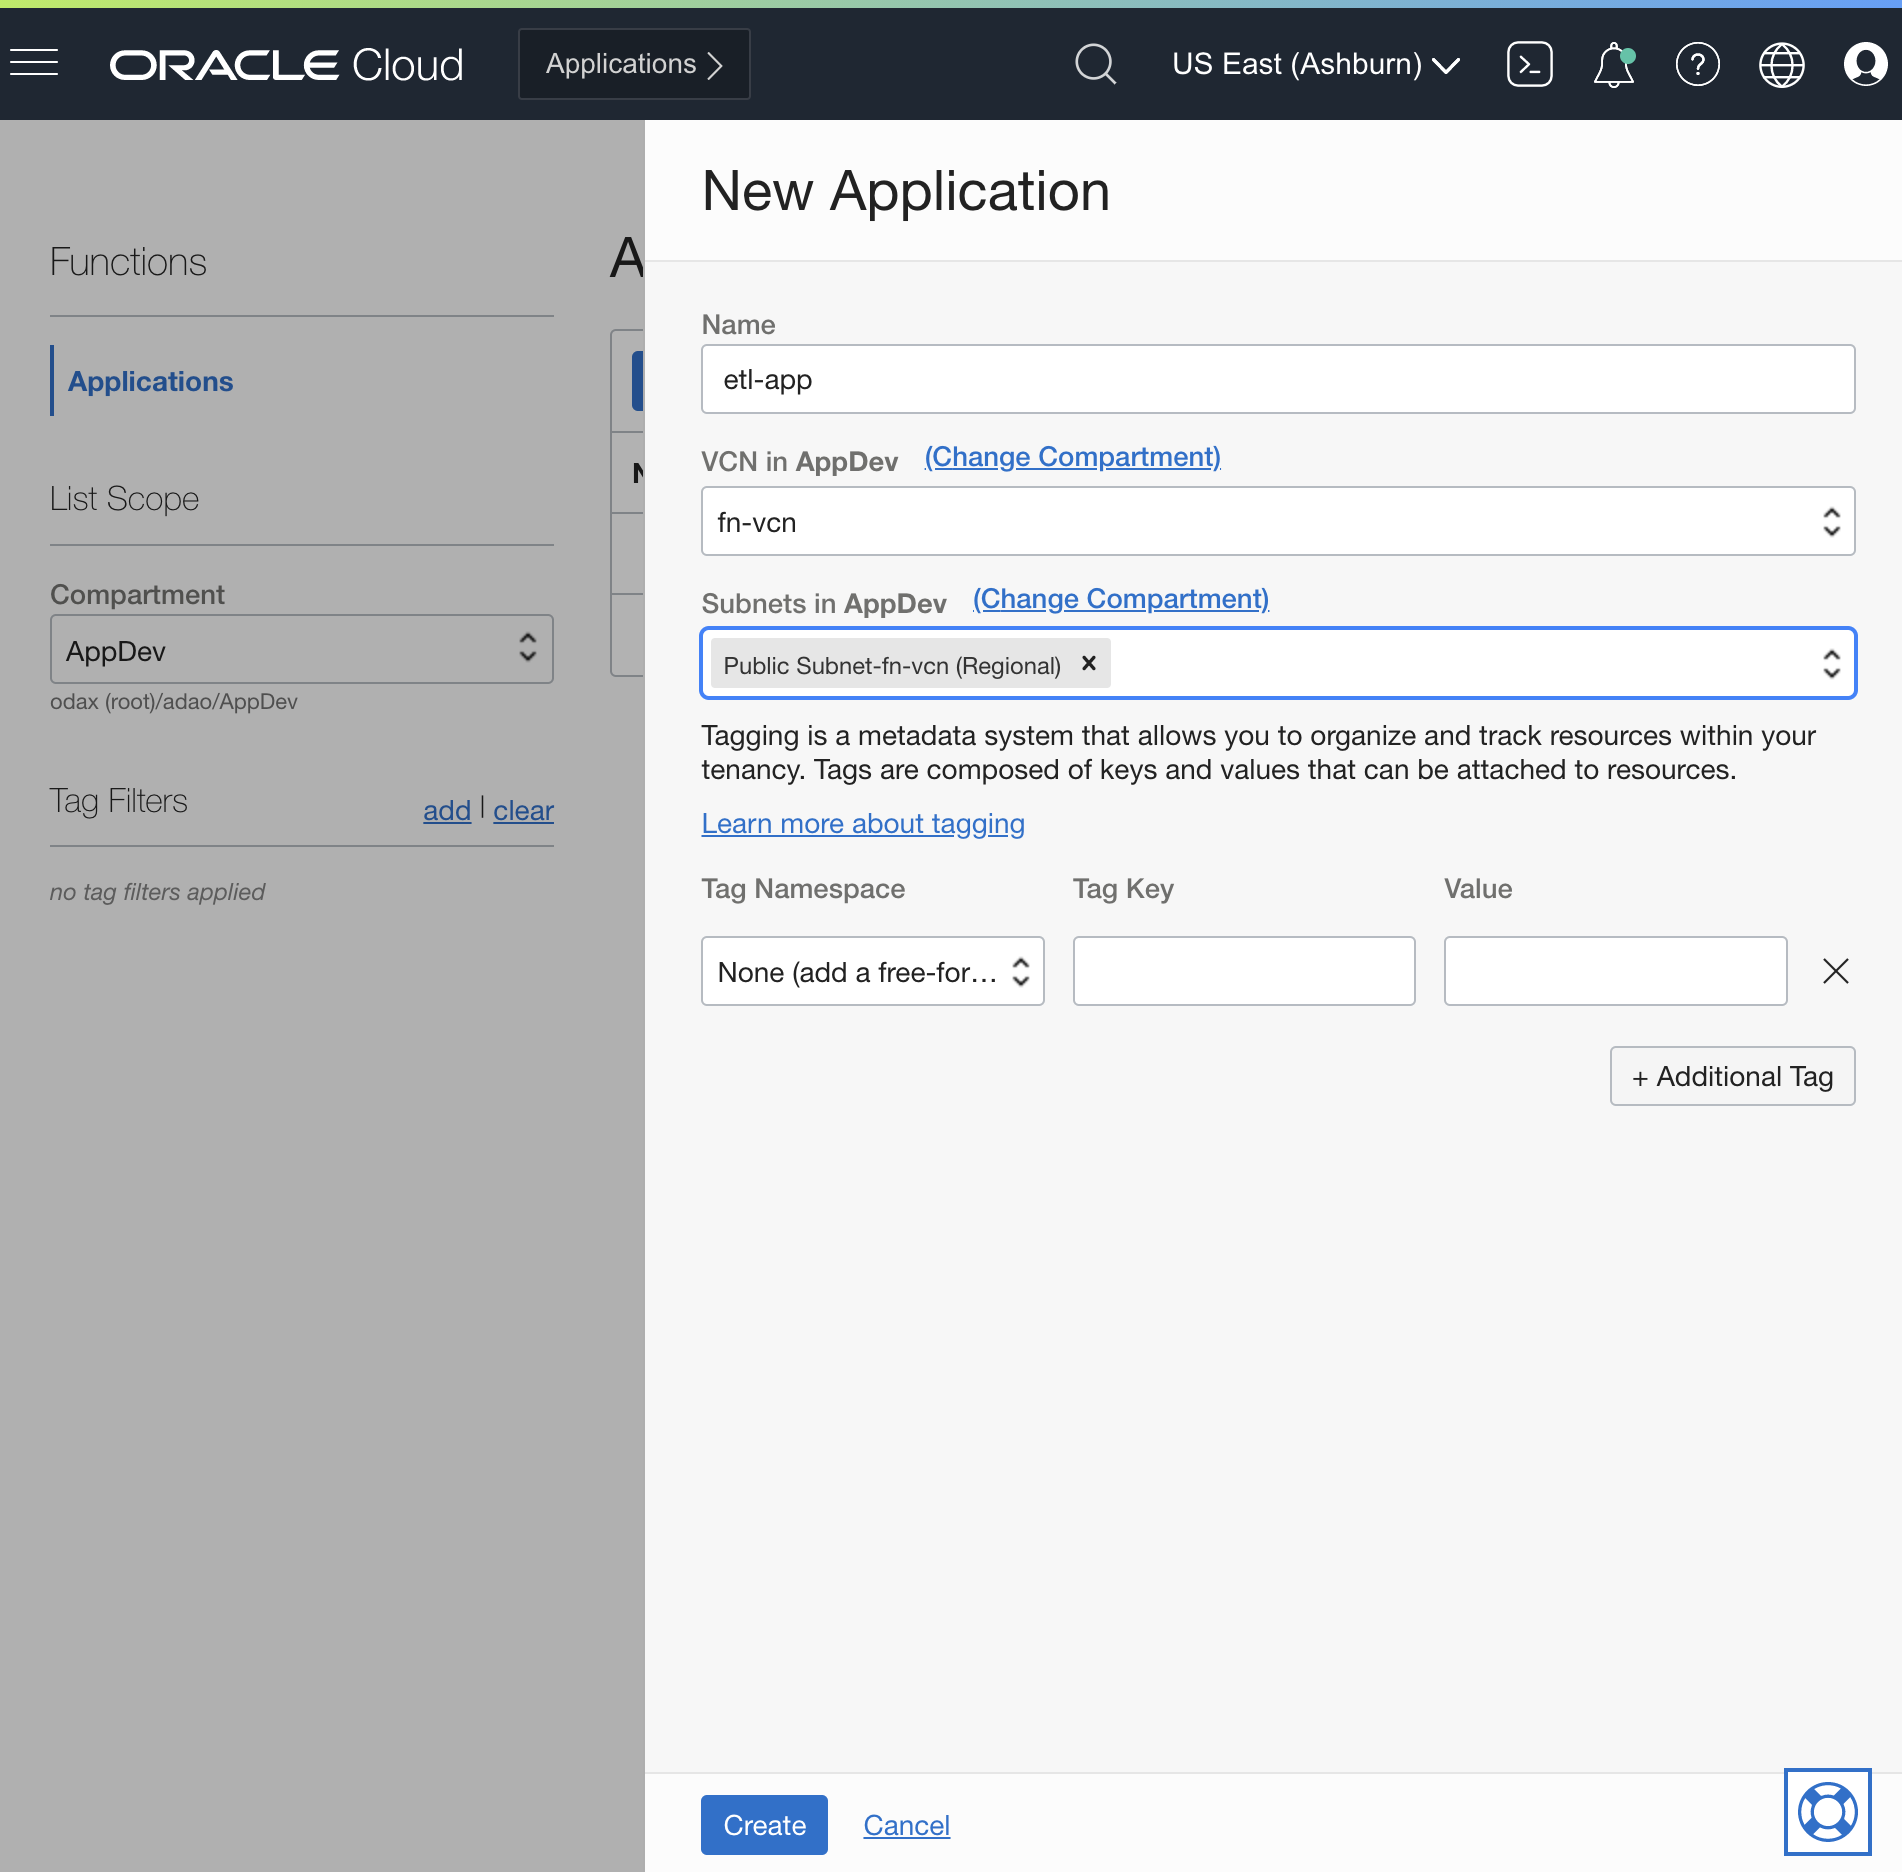 ORACLE Cloud
Applications
US East (Ashburn)
Functions
Applications
List Scope
Compartment
AppDev
odax (root)/adao/AppDev
Tag Filters
add | clear
no tag filters applied
A
N
New Application
Name
etl-app
VCN in AppDev (Change Compartment)
fn-vcn
Subnets in AppDev (Change Compartment)
Public Subnet-fn-vcn (Regional) ×
Tagging is a metadata system that allows you to organize and track resources within your
tenancy. Tags are composed of keys and values that can be attached to resources.
Learn more about tagging
Tag Namespace Tag Key Value
None (add a free-for...
+ Additional Tag
Create Cancel